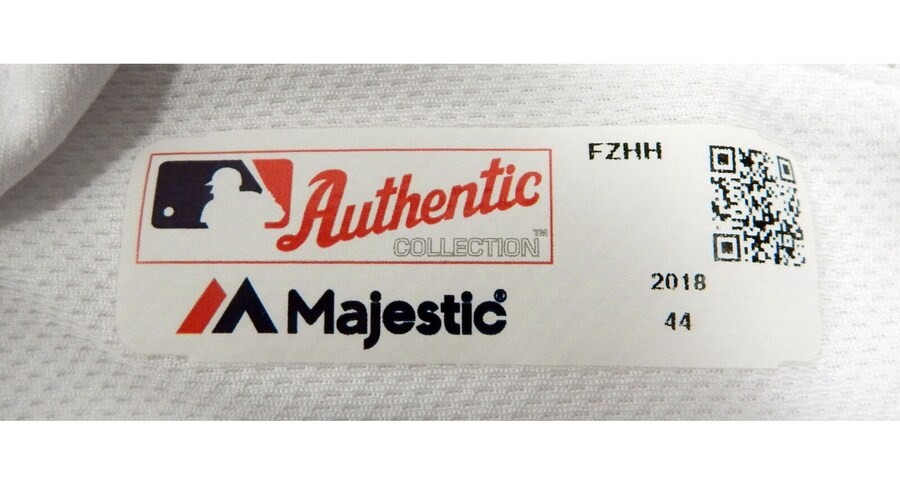 Authentic
COLLECTION™
Majestic®
FZHH
2018
44